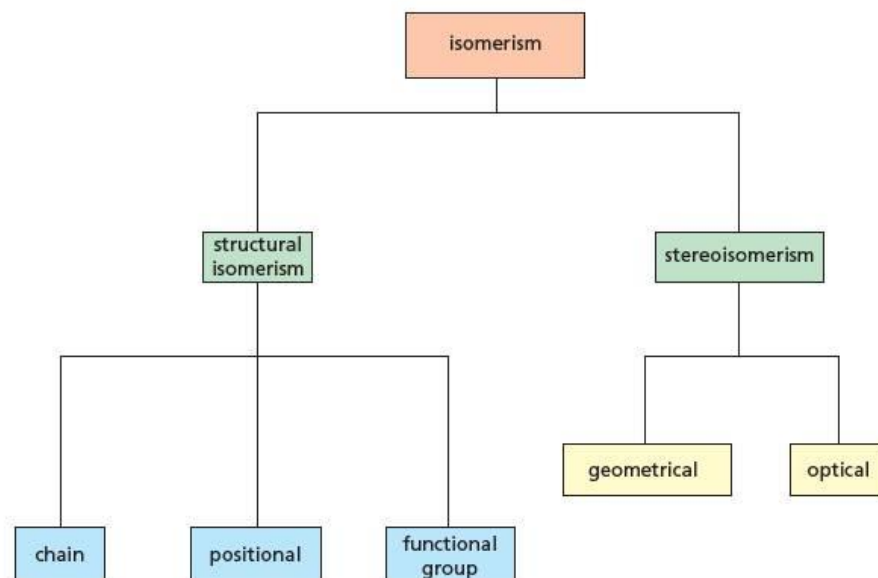 isomerism
structural
isomerism
stereoisomerism
geometrical
optical
chain
positional
functional
group